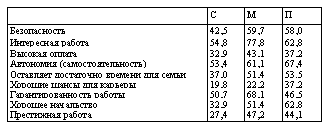 С М П
Безопасность 42,5 59,7 58,0
Интересная работа 54,8 77,8 62,8
Высокая оплата 32.9 43.1 37.2
Автономия (самостоятельность) 53,4 61,1 67,4
Оставляет достаточно времени для семьи 37.0 51.4 53.5
Хорошие шансы для карьеры 19.8 22.2 37.2
Гарантированность работы 50.7 68.1 46.5
Хорошее начальство 32.9 51.4 62.8
Престижная работа 27,4 47,2 44,1